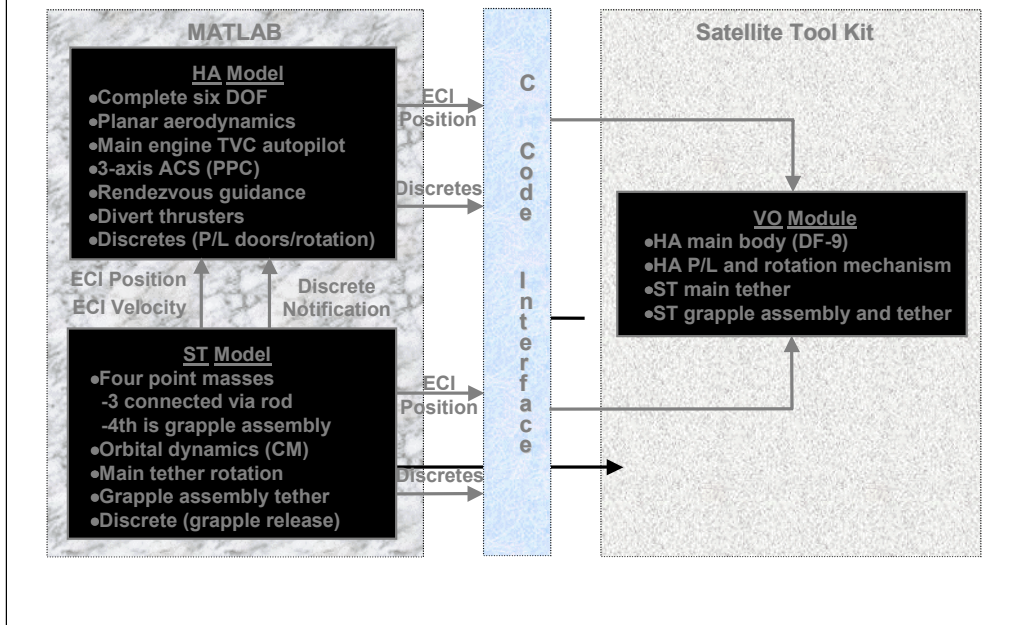 MATLAB
HA Model
●Complete six DOF
●Planar aerodynamics
●Main engine TVC autopilot
●3-axis ACS (PPC)
●Rendezvous guidance
●Divert thrusters
●Discretes (P/L doors/rotation)
ECI Position
ECI Velocity
Discrete
Notification
ST Model
●Four point masses
-3 connected via rod
-4th is grapple assembly
●Orbital dynamics (CM)
●Main tether rotation
●Grapple assembly tether
●Discrete (grapple release)
ECI
Position
Discretes
ECI
Position
Discretes
C Code Interface
Satellite Tool Kit
VO Module
●HA main body (DF-9)
●HA P/L and rotation mechanism
●ST main tether
●ST grapple assembly and tether